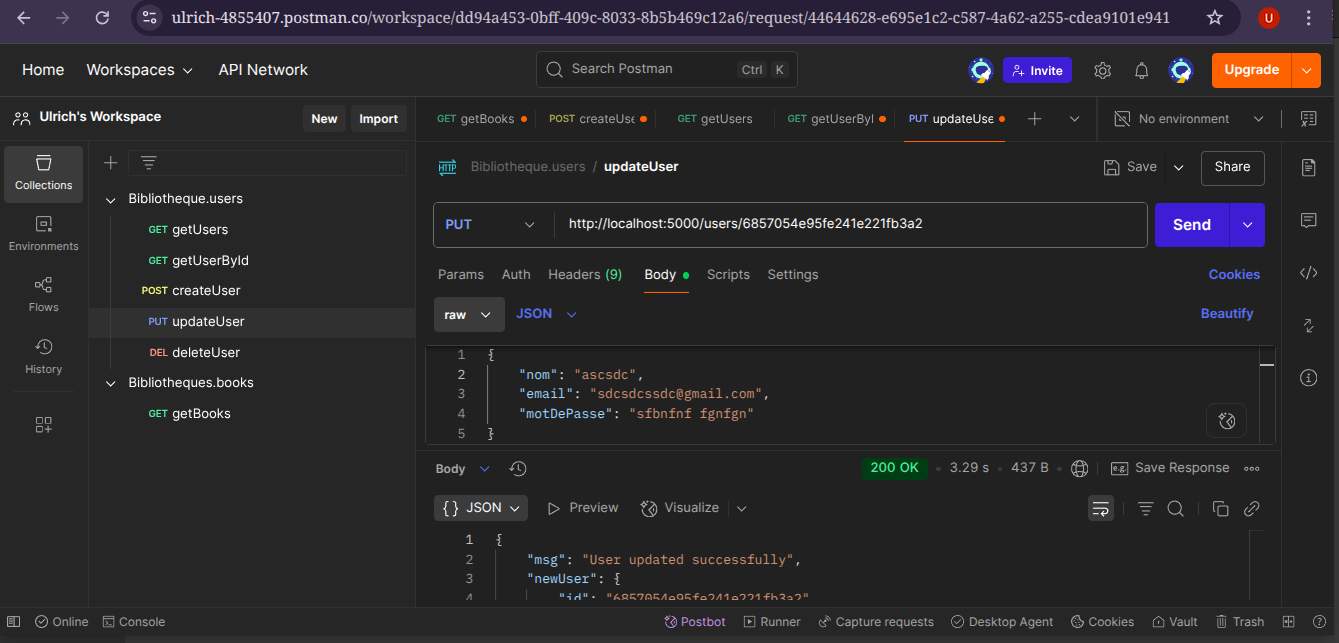 ulrich-4855407.postman.co/workspace/dd94a453-0bff-409c-8033-8b5b469c12a6/request/44644628-e695e1c2-c587-4a62-a255-cdea9101e941
U
Home Workspaces API Network
Search Postman Ctrl K
Invite
Upgrade
Ulrich's Workspace
New Import
GET getBooks
POST createUse
GET getUsers
GET getUserByI
PUT updateUse
No environment
Collections
Environments
Flows
History
Bibliotheque.users
GET getUsers
GET getUserById
POST createUser
PUT updateUser
DEL deleteUser
Bibliotheques.books
GET getBooks
HTTP Bibliotheque.users / updateUser
Save Share
PUT http://localhost:5000/users/6857054e95fe241e221fb3a2 Send
Params Auth Headers (9) Body Scripts Settings Cookies
raw JSON Beautify
1 {
2 "nom": "ascsdc",
3 "email": "sdcsdcssdc@gmail.com",
4 "motDePasse": "sfbnfnf fgnfgn"
5 }
Body 200 OK 3.29 s 437 B e.g. Save Response
{} JSON Preview Visualize
1 {
2 "msg": "User updated successfully",
3 "newUser": {
4 "id": "6857054e95fe241e221fb3a2"
Online Console Postbot Runner Capture requests Desktop Agent Cookies Vault Trash